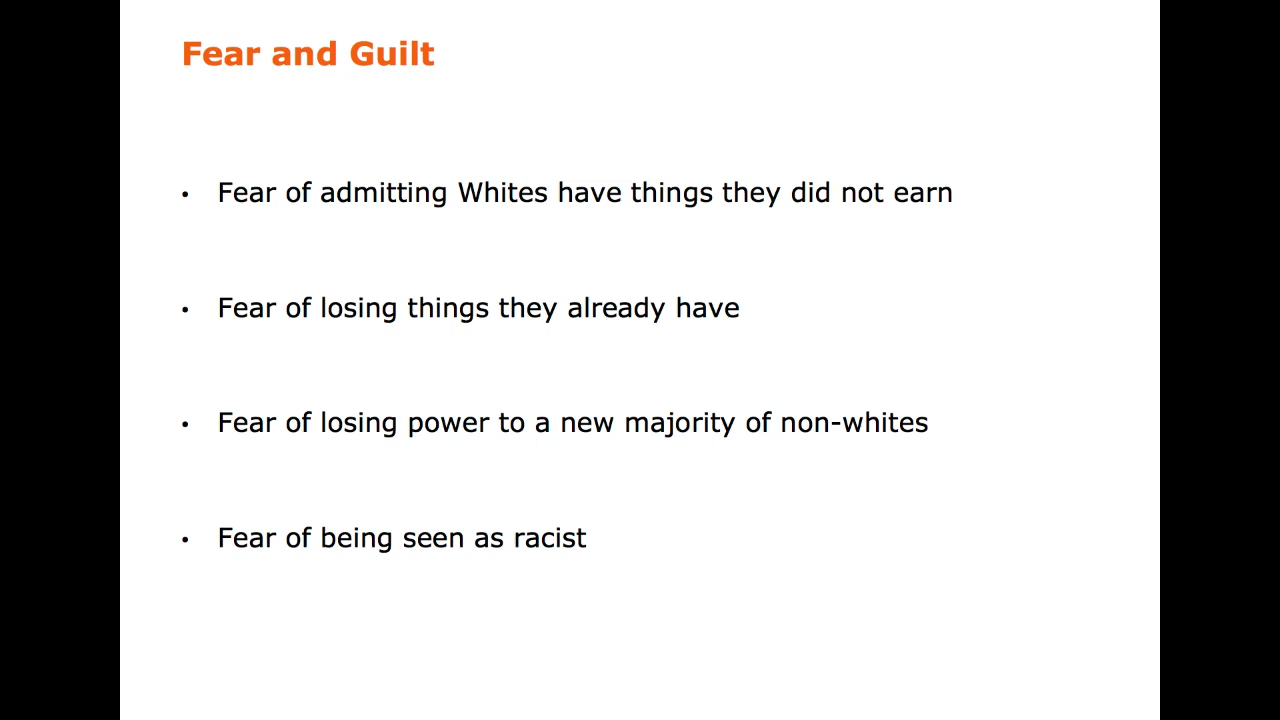 Fear and Guilt
• Fear of admitting Whites have things they did not earn
• Fear of losing things they already have
• Fear of losing power to a new majority of non-whites
• Fear of being seen as racist